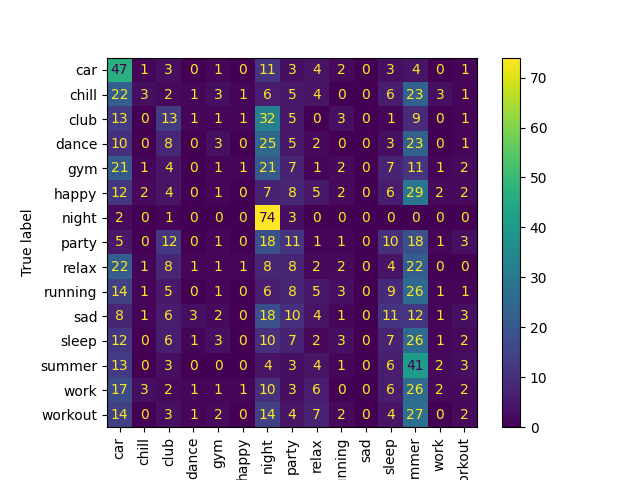 car 47 1 3 0 1 0 11 3 4 2 0 3 4 0 1
chill 22 3 2 1 3 1 6 5 4 0 0 6 23 3 1
club 13 0 13 1 1 1 32 5 0 3 0 1 9 0 1
dance 10 0 8 0 3 0 25 5 2 0 0 3 23 0 1
gym 21 1 4 0 1 1 21 7 1 2 0 7 11 1 2
happy 12 2 4 0 1 0 7 8 5 2 0 6 29 2 2
night 2 0 1 0 0 0 74 3 0 0 0 0 0 0 0
party 5 0 12 0 1 0 18 11 1 1 0 10 18 1 3
relax 22 1 8 1 1 1 8 8 2 2 0 4 22 0 0
running 14 1 5 0 1 0 6 8 5 3 0 9 26 1 1
sad 8 1 6 3 2 0 18 10 4 1 0 11 12 1 3
sleep 12 0 6 1 3 0 10 7 2 3 0 7 26 1 2
summer 13 0 3 0 0 0 4 3 4 1 0 6 41 2 3
work 17 3 2 1 1 1 10 3 6 0 0 6 26 2 2
workout 14 0 3 1 2 0 14 4 7 2 0 4 27 0 2
car chill club dance gym happy night party relax nning sad sleep mmer work orkout
True label
70
60
50
40
30
20
10
0